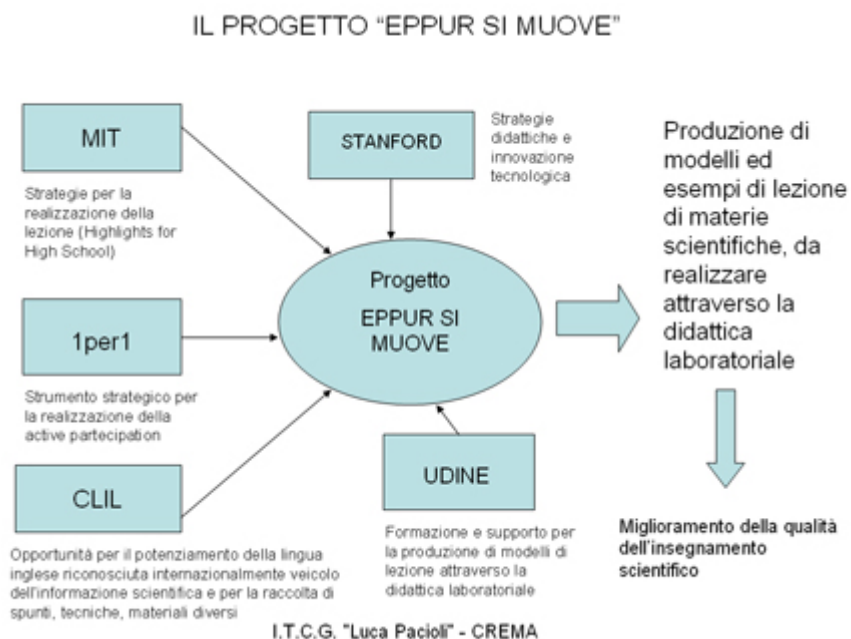 IL PROGETTO “EPPUR SI MUOVE”
MIT
Strategie per la
realizzazione della
lezione (Highlights for
High School)
STANFORD
Strategie
didattiche e
innovazione
tecnologica
1per1
Strumento strategico per
la realizzazione della
active partecipation
CLIL
Opportunità per il potenziamento della lingua
inglese riconosciuta internazionalmente veicolo
dell'informazione scientifica e per la raccolta di
spunti, tecniche, materiali diversi
Progetto
EPPUR SI
MUOVE
UDINE
Formazione e supporto per
la produzione di modelli di
lezione attraverso la
didattica laboratoriale
Produzione di
modelli ed
esempi di lezione
di materie
scientifiche, da
realizzare
attraverso la
didattica
laboratoriale
Miglioramento della qualità
dell'insegnamento
scientifico
I.T.C.G. "Luca Pacioli" - CREMA